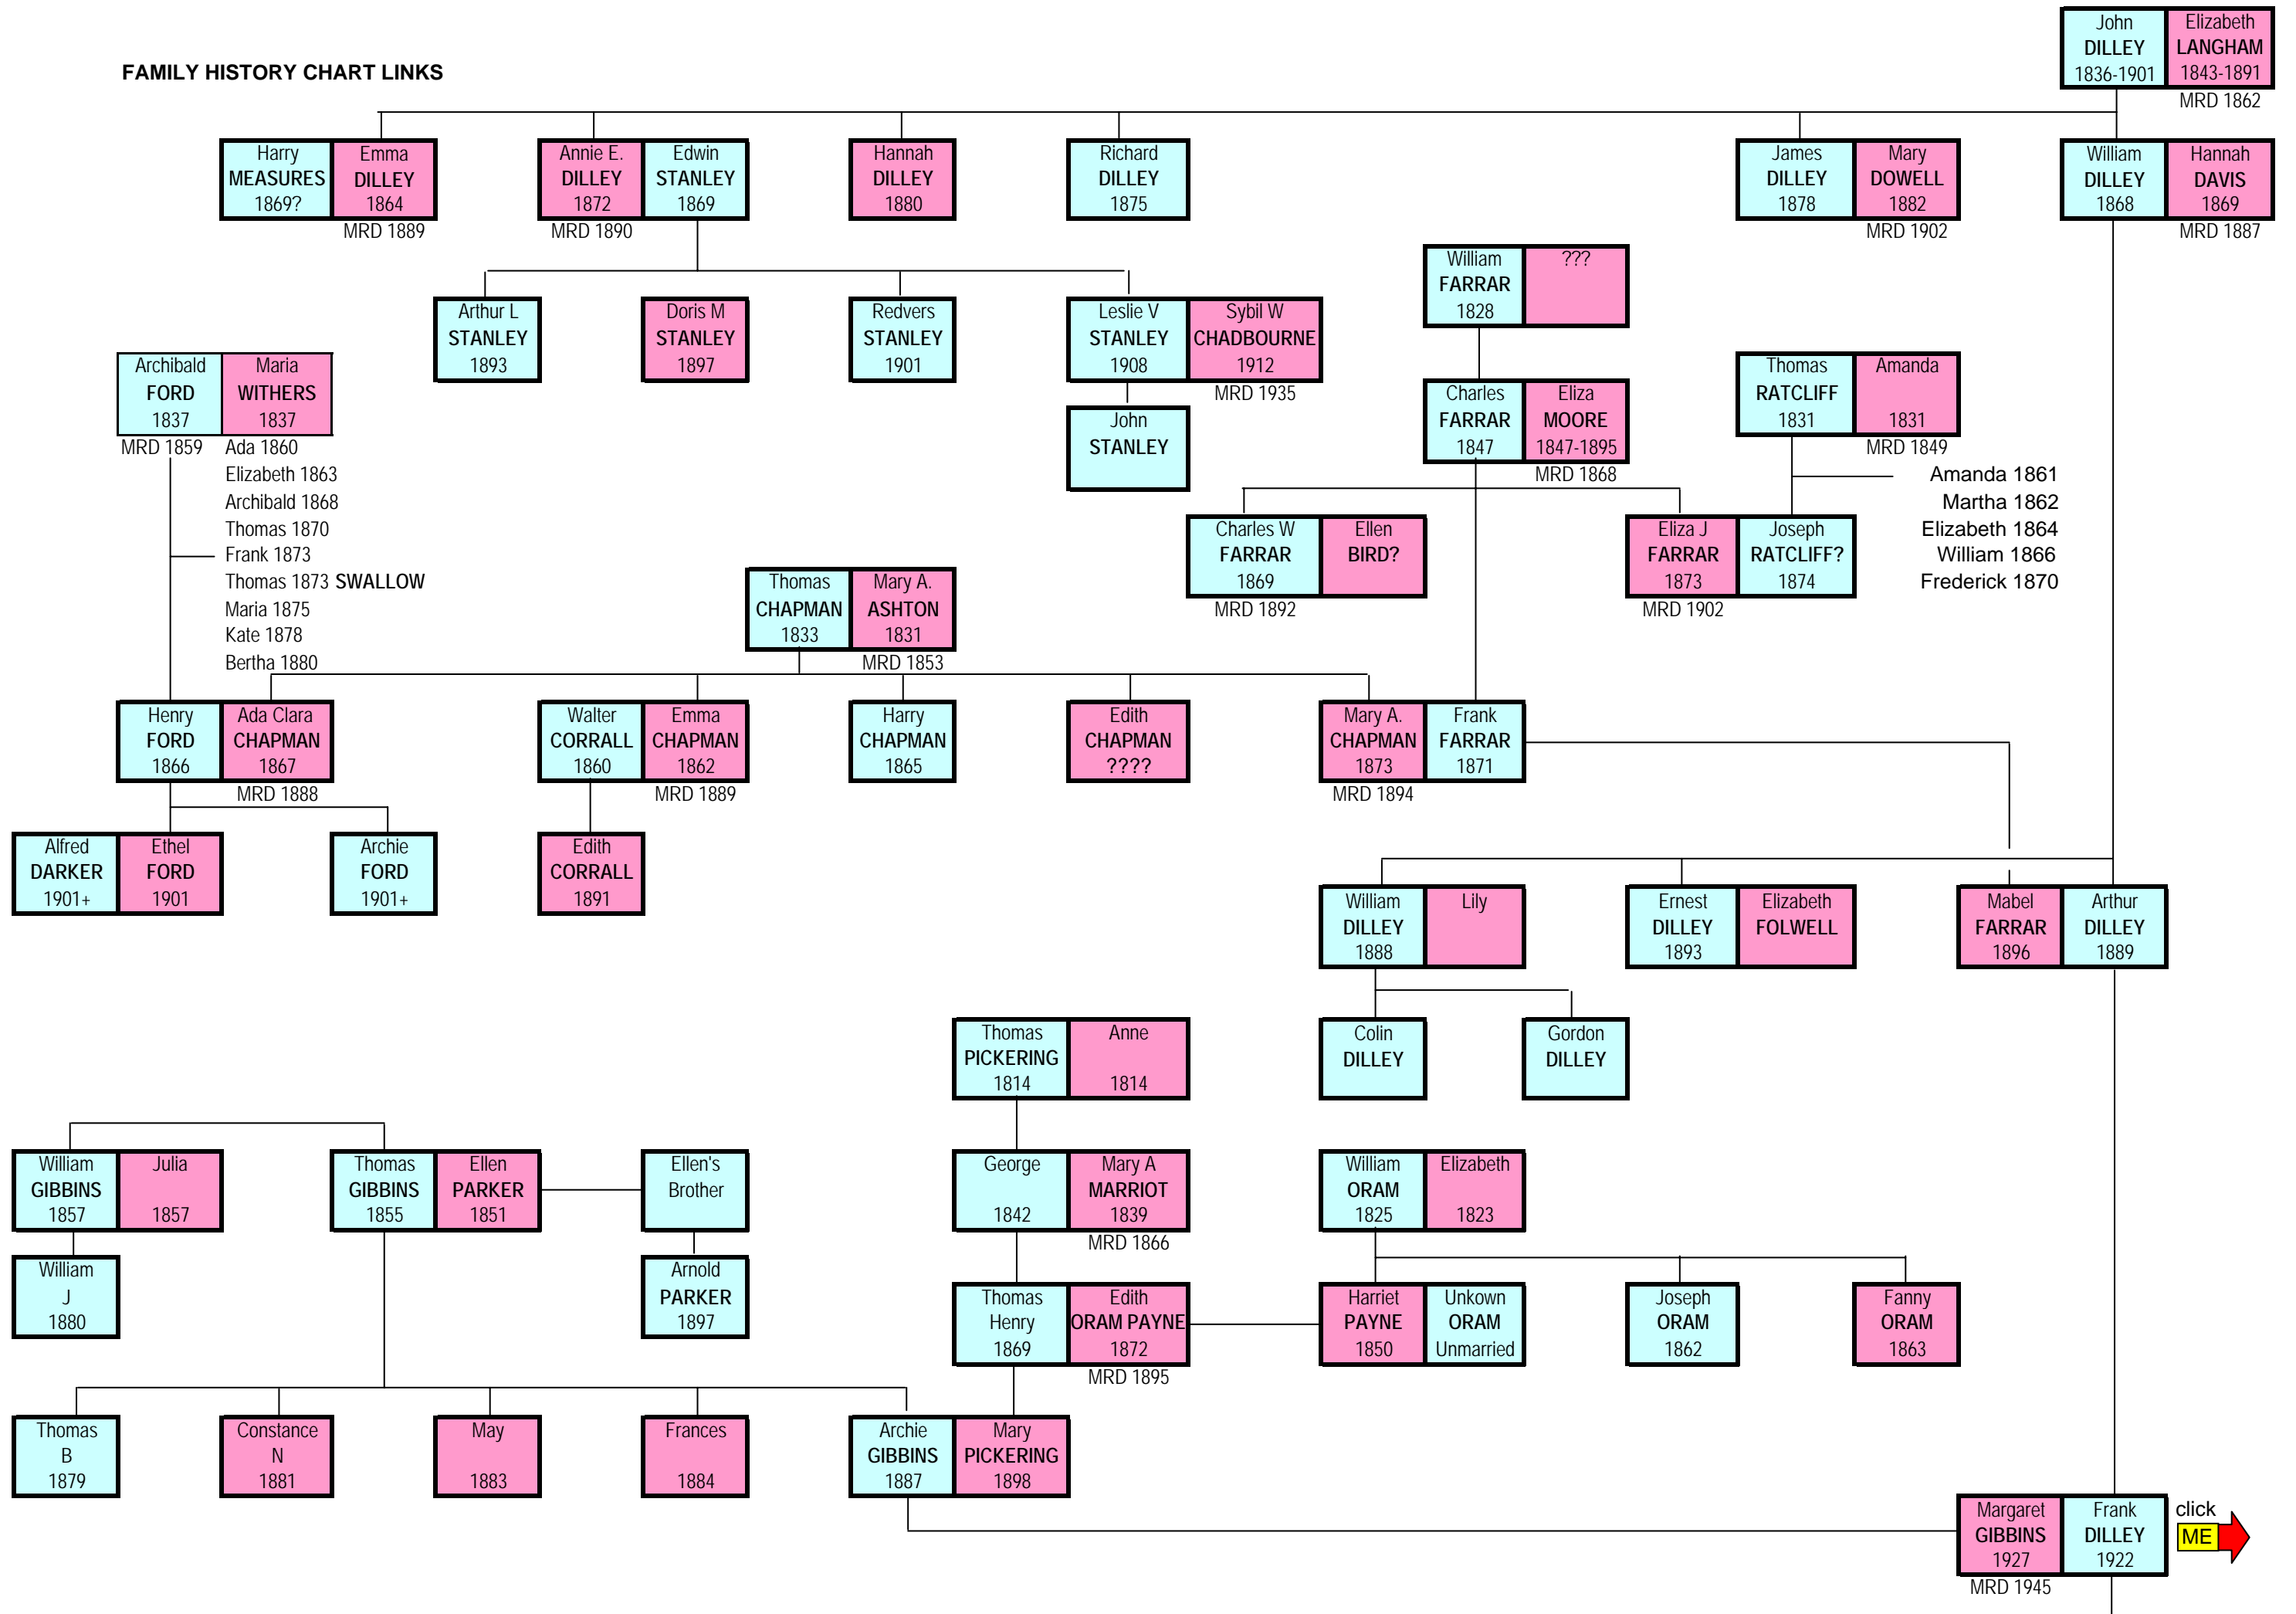 FAMILY HISTORY CHART LINKS
John
DILLEY
1836-1901
Elizabeth
LANGHAM
1843-1891
MRD 1862
Harry
MEASURES
1869?
Emma
DILLEY
1864
MRD 1889
Annie E.
DILLEY
1872
MRD 1890
Edwin
STANLEY
1869
Hannah
DILLEY
1880
Richard
DILLEY
1875
James
DILLEY
1878
Mary
DOWELL
1882
MRD 1902
William
DILLEY
1868
Hannah
DAVIS
1869
MRD 1887
William
FARRAR
1828
???
Arthur L
STANLEY
1893
Doris M
STANLEY
1897
Redvers
STANLEY
1901
Leslie V
STANLEY
1908
Sybil W
CHADBOURNE
1912
MRD 1935
John
STANLEY
Archibald
FORD
1837
MRD 1859
Maria
WITHERS
1837
Ada 1860
Elizabeth 1863
Archibald 1868
Thomas 1870
Frank 1873
Thomas 1873 SWALLOW
Maria 1875
Kate 1878
Bertha 1880
Charles
FARRAR
1847
Eliza
MOORE
1847-1895
MRD 1868
Thomas
RATCLIFF
1831
Amanda
1831
MRD 1849
Amanda 1861
Martha 1862
Elizabeth 1864
William 1866
Frederick 1870
Charles W
FARRAR
1869
MRD 1892
Ellen
BIRD?
Eliza J
FARRAR
1873
MRD 1902
Joseph
RATCLIFF?
1874
Thomas
CHAPMAN
1833
Mary A.
ASHTON
1831
MRD 1853
Henry
FORD
1866
Ada Clara
CHAPMAN
1867
MRD 1888
Walter
CORRALL
1860
Emma
CHAPMAN
1862
MRD 1889
Harry
CHAPMAN
1865
Edith
CHAPMAN
????
Mary A.
CHAPMAN
1873
MRD 1894
Frank
FARRAR
1871
Alfred
DARKER
1901+
Ethel
FORD
1901
Archie
FORD
1901+
Edith
CORRALL
1891
William
DILLEY
1888
Lily
Ernest
DILLEY
1893
Elizabeth
FOLWELL
Mabel
FARRAR
1896
Arthur
DILLEY
1889
Colin
DILLEY
Gordon
DILLEY
Thomas
PICKERING
1814
Anne
1814
William
GIBBINS
1857
Julia
1857
Thomas
GIBBINS
1855
Ellen
PARKER
1851
Ellen's
Brother
George
1842
Mary A
MARRIOT
1839
MRD 1866
William
ORAM
1825
Elizabeth
1823
William
J
1880
Arnold
PARKER
1897
Thomas
Henry
1869
Edith
ORAM PAYNE
1872
MRD 1895
Harriet
PAYNE
1850
Unkown
ORAM
Unmarried
Joseph
ORAM
1862
Fanny
ORAM
1863
Thomas
B
1879
Constance
N
1881
May
1883
Frances
1884
Archie
GIBBINS
1887
Mary
PICKERING
1898
Margaret
GIBBINS
1927
MRD 1945
Frank
DILLEY
1922
click
ME